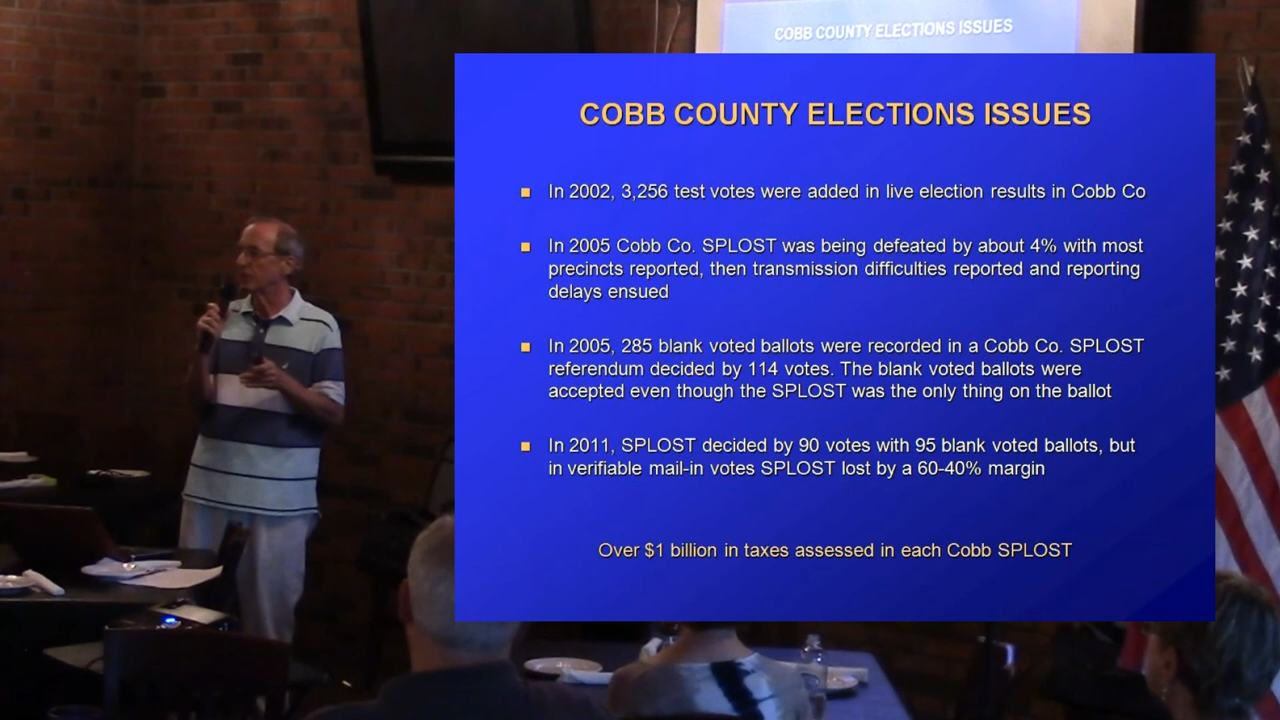 COBB COUNTY ELECTIONS ISSUES
COBB COUNTY ELECTIONS ISSUES
In 2002, 3,256 test votes were added in live election results in Cobb Co
In 2005 Cobb Co. SPLOST was being defeated by about 4% with most
precincts reported, then transmission difficulties reported and reporting
delays ensued
In 2005, 285 blank voted ballots were recorded in a Cobb Co. SPLOST
referendum decided by 114 votes. The blank voted ballots were
accepted even though the SPLOST was the only thing on the ballot
In 2011, SPLOST decided by 90 votes with 95 blank voted ballots, but
in verifiable mail-in votes SPLOST lost by a 60-40% margin
Over $1 billion in taxes assessed in each Cobb SPLOST